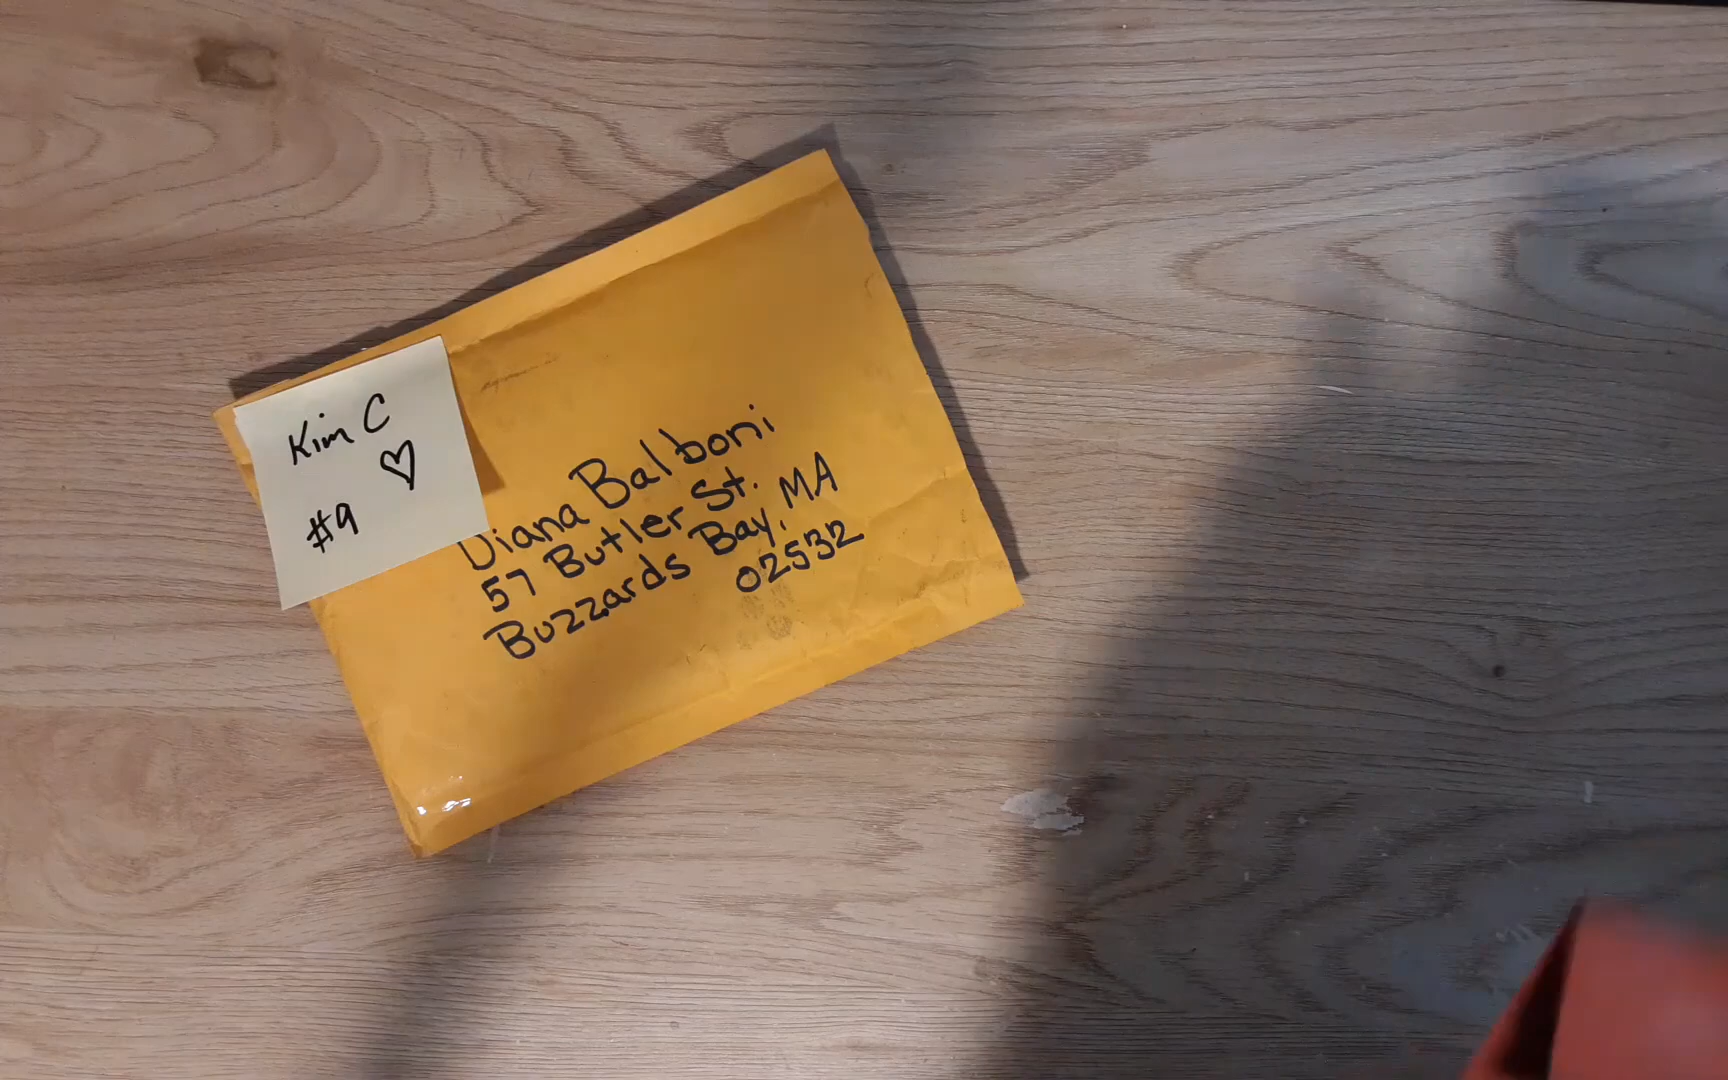 Kim C
♡
#9
Diana Balboni
57 Butler St.
Buzzards Bay, MA
02532